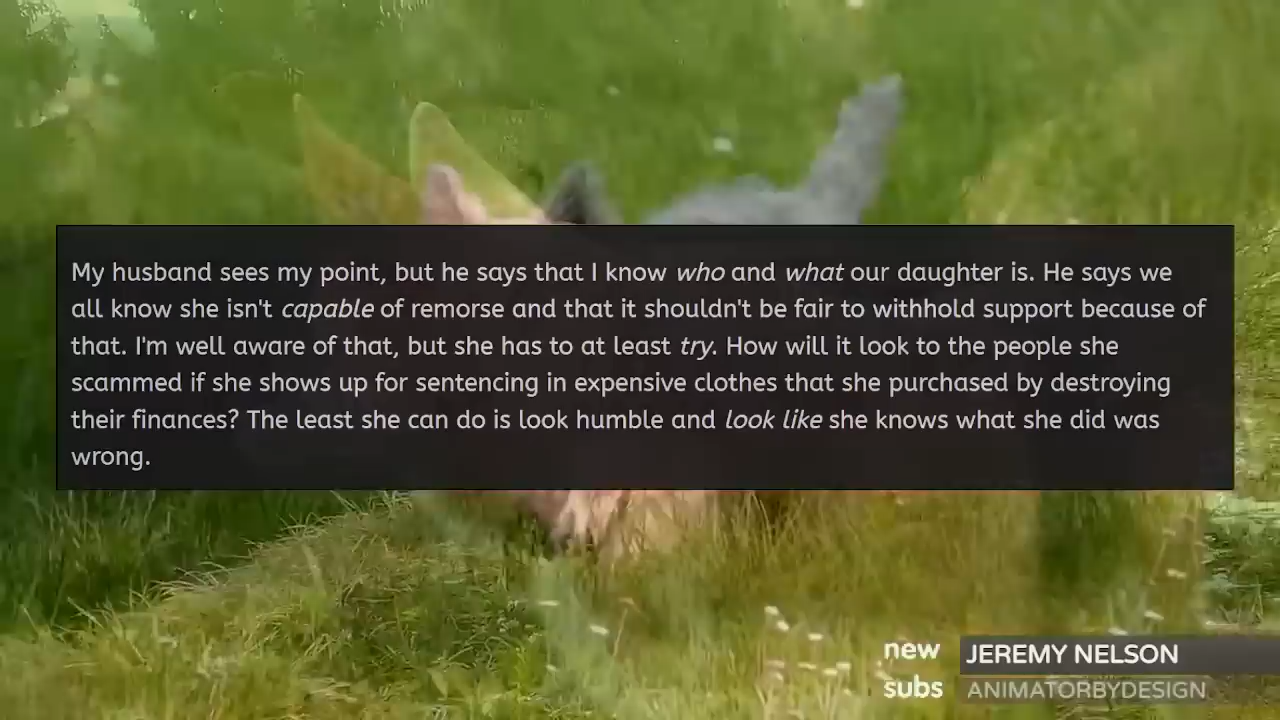 My husband sees my point, but he says that I know who and what our daughter is. He says we
all know she isn't capable of remorse and that it shouldn't be fair to withhold support because of
that. I'm well aware of that, but she has to at least try. How will it look to the people she
scammed if she shows up for sentencing in expensive clothes that she purchased by destroying
their finances? The least she can do is look humble and look like she knows what she did was
wrong.
new
subs
JEREMY NELSON
ANIMATORBYDESIGN